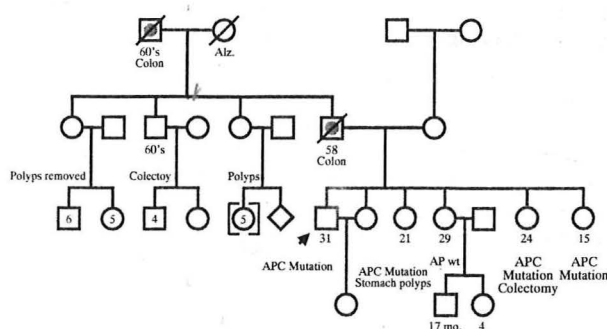 60's
Colon
Alz.
60's
58
Colon
Polyps removed
Colectoy
Polyps
6
5
4
5
31
21
29
24
15
APC Mutation
APC Mutation
Stomach polyps
AP wt
APC
Mutation
Colectomy
APC
Mutation
17 mo.
4